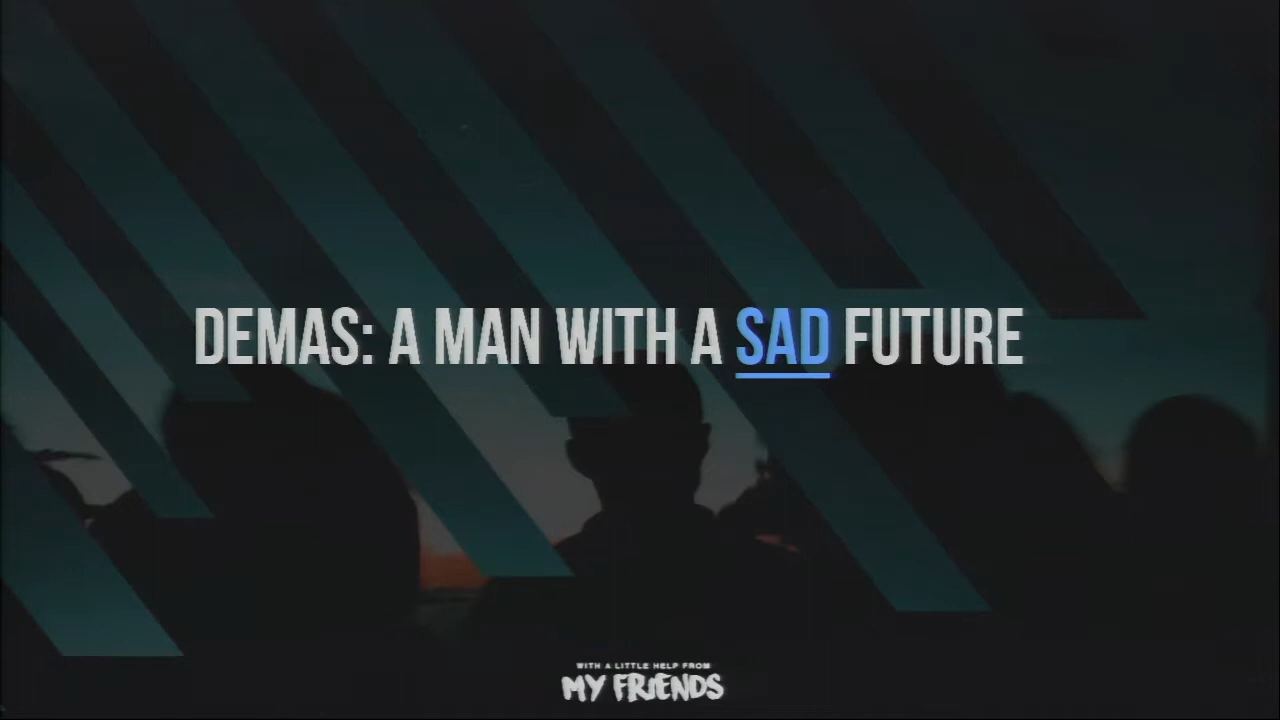 DEMAS: A MAN WITH A SAD FUTURE
WITH A LITTLE HELP FROM
MY FRIENDS